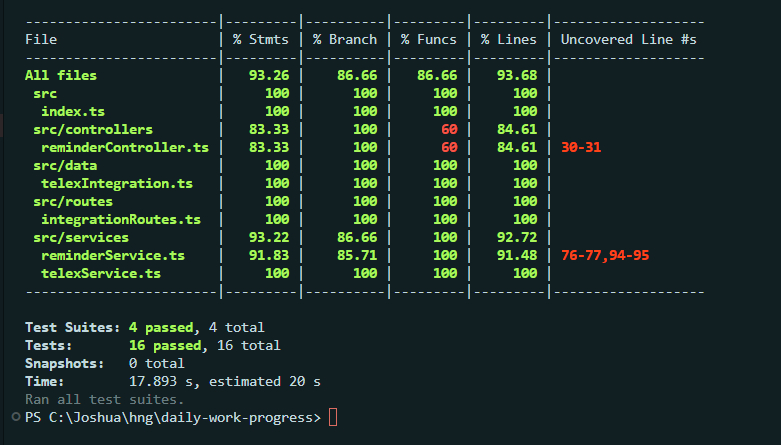 ------------------------|---------|----------|---------|---------|-------------------
File                    | % Stmts | % Branch | % Funcs | % Lines | Uncovered Line #s
------------------------|---------|----------|---------|---------|-------------------
All files               |   93.26 |    86.66 |   86.66 |   93.68 |
 src                    |     100 |      100 |     100 |     100 |
  index.ts              |     100 |      100 |     100 |     100 |
 src/controllers        |   83.33 |      100 |      60 |   84.61 |
  reminderController.ts |   83.33 |      100 |      60 |   84.61 | 30-31
 src/data               |     100 |      100 |     100 |     100 |
  telexIntegration.ts   |     100 |      100 |     100 |     100 |
 src/routes             |     100 |      100 |     100 |     100 |
  integrationRoutes.ts  |     100 |      100 |     100 |     100 |
 src/services           |   93.22 |    86.66 |     100 |   92.72 |
  reminderService.ts    |   91.83 |    85.71 |     100 |   91.48 | 76-77,94-95
  telexService.ts       |     100 |      100 |     100 |     100 |
------------------------|---------|----------|---------|---------|-------------------
Test Suites: 4 passed, 4 total
Tests:       16 passed, 16 total
Snapshots:   0 total
Time:        17.893 s, estimated 20 s
Ran all test suites.
PS C:\Joshua\hng\daily-work-progress>